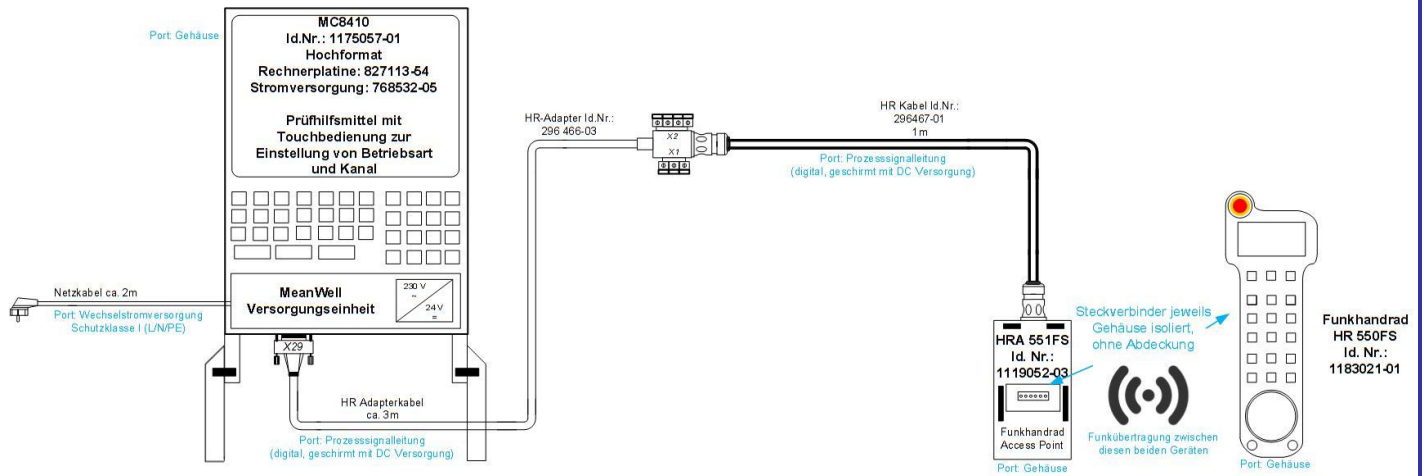 Port: Gehäuse
MC8410
Id.Nr.: 1175057-01
Hochformat
Rechnerplatine: 827113-54
Stromversorgung: 768532-05
Prüfhilfsmittel mit
Touchbedienung zur
Einstellung von Betriebsart
und Kanal
MeanWell
Versorgungseinheit
230 V
~
24V
=
Netzkabel ca. 2m
Port: Wechselstromversorgung
Schutzklasse I (L/N/PE)
X29
HR Adapterkabel
ca. 3m
Port: Prozesssignalleitung
(digital, geschirmt mit DC Versorgung)
HR-Adapter Id.Nr.:
296 466-03
X2
X1
HR Kabel Id.Nr.:
296467-01
1m
Port: Prozesssignalleitung
(digital, geschirmt mit DC Versorgung)
HRA 551FS
Id. Nr.:
1119052-03
Funkhandrad
Access Point
Port: Gehäuse
Steckverbinder jeweils
Gehäuse isoliert,
ohne Abdeckung
Funkübertragung zwischen
diesen beiden Geräten
Funkhandrad
HR 550FS
Id. Nr.:
1183021-01
Port: Gehäuse